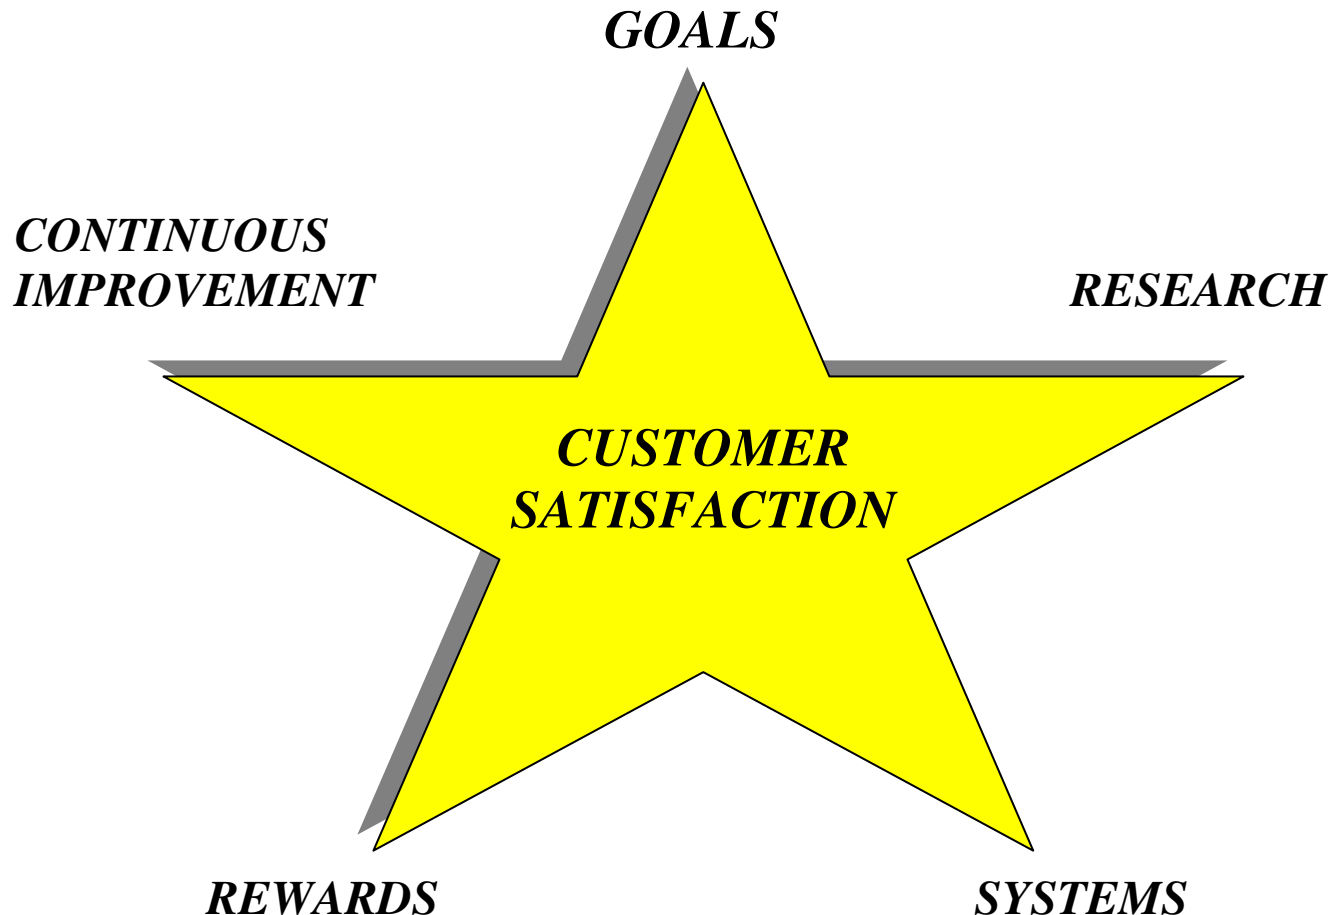 GOALS
CONTINUOUS
IMPROVEMENT
RESEARCH
CUSTOMER
SATISFACTION
REWARDS
SYSTEMS